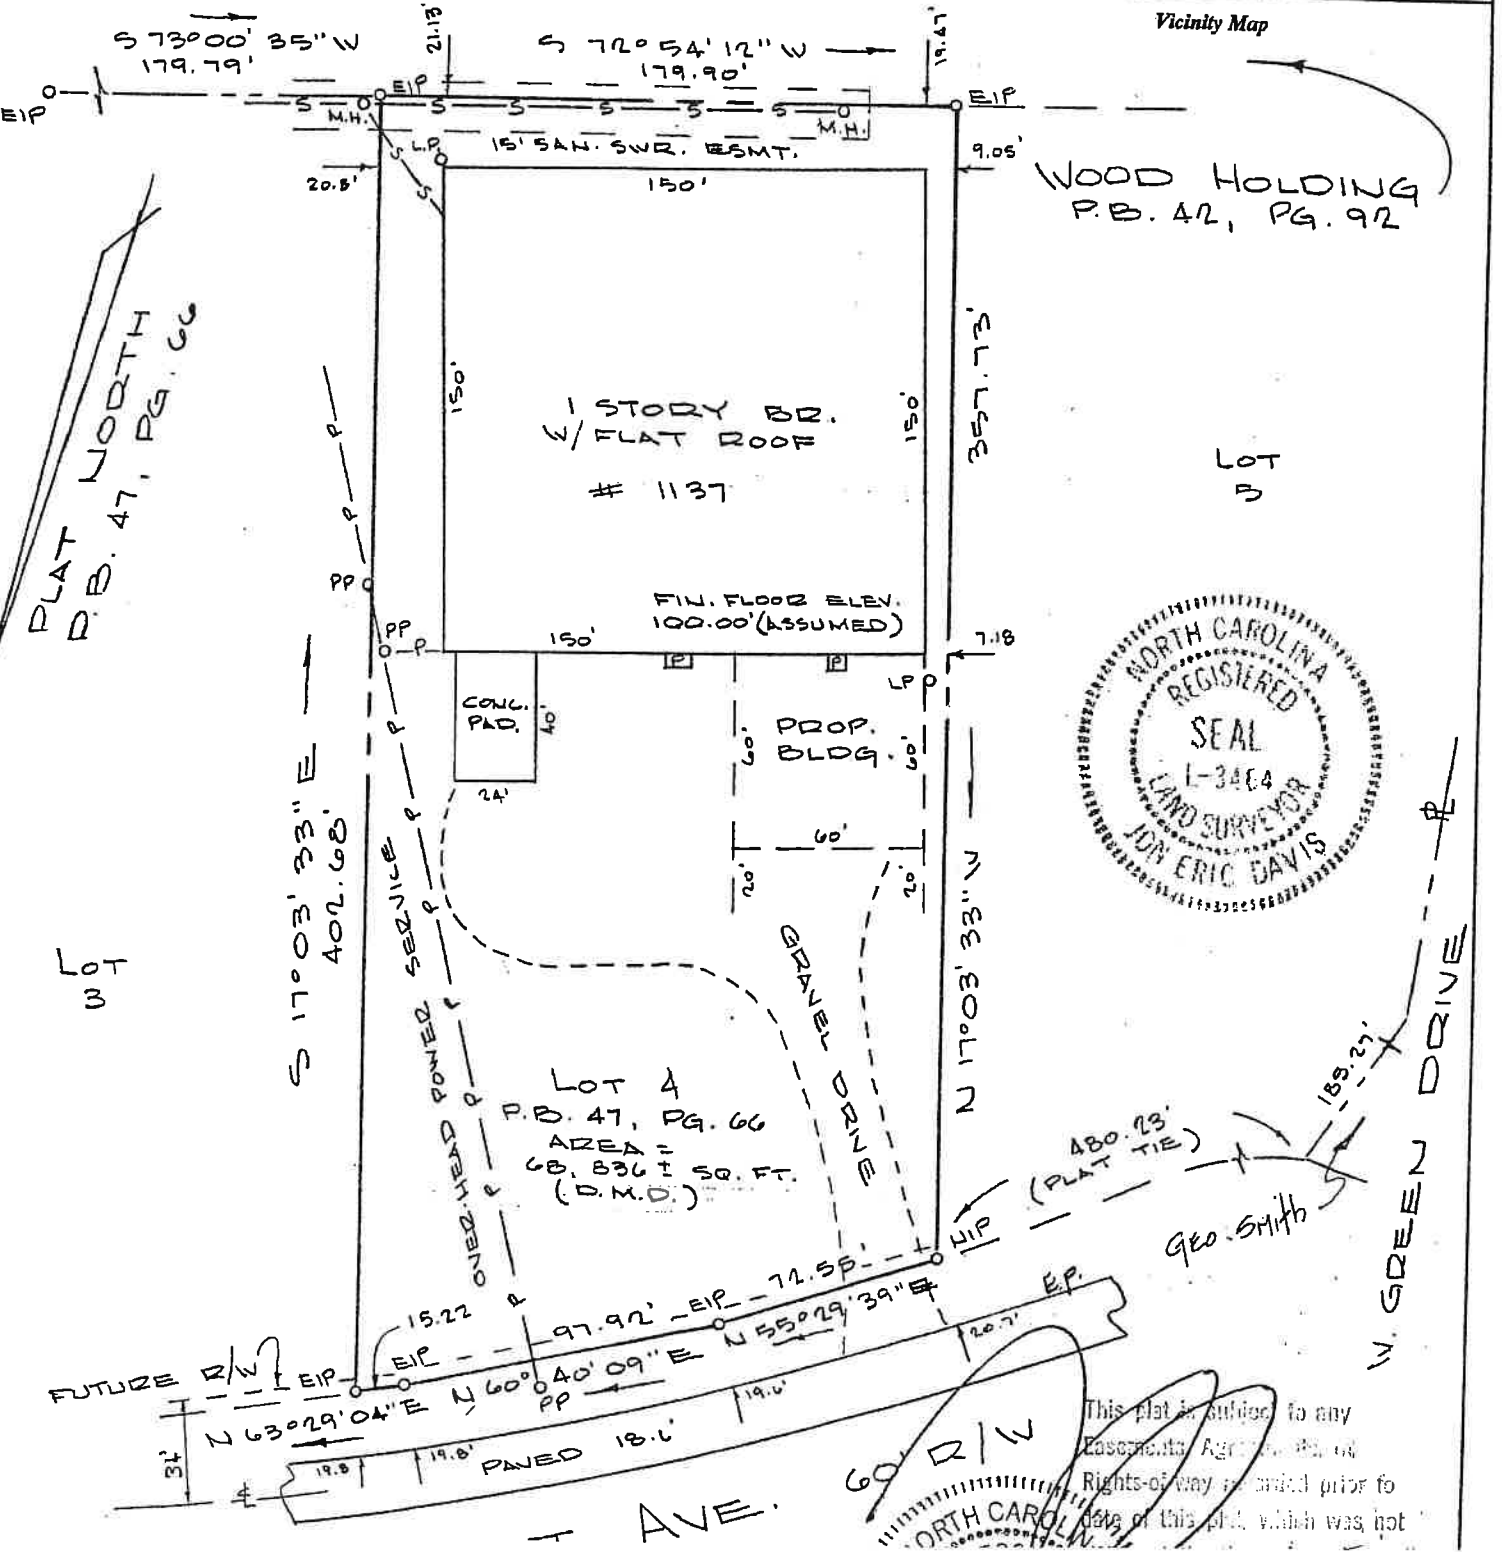 Vicinity Map
S 73°00' 35" W
179.79'
21.13'
S 72° 54' 12" W
179.90'
19.47'
EIP
EIP
EIP
S
S
S
S
S
S
M.H.
M.H.
15' SAN. SWR. ESMT.
L.P.
S
S
20.8'
150'
9.05'
WOOD HOLDING
P.B. 42, PG. 92
PLAT NORTH
P.B. 47, PG. 66
150'
150'
357.73'
1 STORY BR.
W/ FLAT ROOF
# 1137
LOT
5
P
P
P
PP
PP
P
FIN. FLOOR ELEV.
100.00' (ASSUMED)
150'
P
P
7.18
LP
CONC.
PAD.
40'
24'
60'
PROP.
BLDG.
60'
60'
20'
20'
NORTH CAROLINA
REGISTERED
SEAL
LAND SURVEYOR
JON ERIC DAVIS
S 17°03' 33" E
402.68'
OVER-HEAD POWER SERVICE
P
P
P
P
P
P
P
GRAVEL DRIVE
N 17°03' 33" W
LOT
3
LOT 4
P.B. 47, PG. 66
AREA =
68,836 ± SQ. FT.
(D.M.D.)
189.29'
W. GREEN DRIVE
480.23'
(PLAT TIE)
Geo. Smith
NIP
72.55'
EIP
97.92'
15.22
EIP
EIP
FUTURE R/W
N 55°29' 39" E
N 60° 40' 09" E
N 63°29' 04" E
PP
E.P.
20.7'
19.6'
19.8'
19.8
PAVED 18.6'
34'
℄
AVE.
60' R/W
This plat is subject to any
Easements,
Rights-of-way prior to
date of this plat, which was not
NORTH CAROLINA